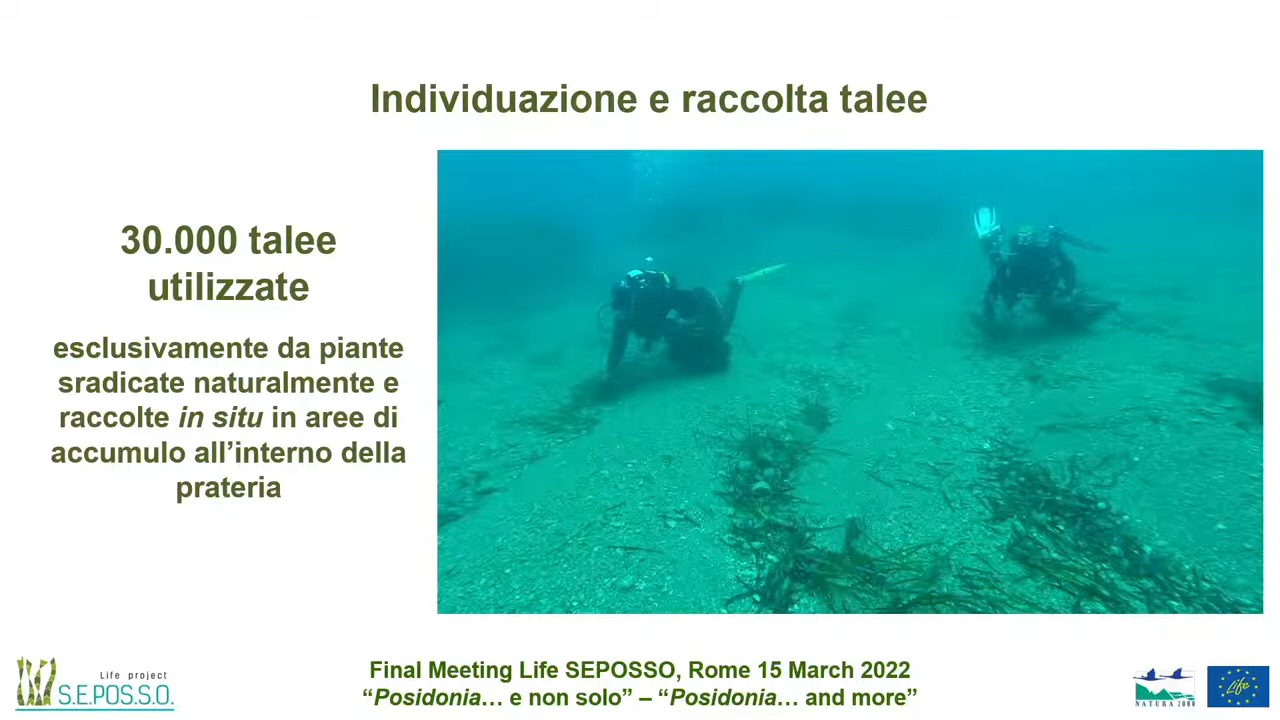 Individuazione e raccolta talee
30.000 talee
utilizzate
esclusivamente da piante
sradicate naturalmente e
raccolte in situ in aree di
accumulo all’interno della
prateria
Life project
S.E.POS.S.O.
Final Meeting Life SEPOSSO, Rome 15 March 2022
“Posidonia… e non solo” – “Posidonia… and more”
NATURA 2000
Life